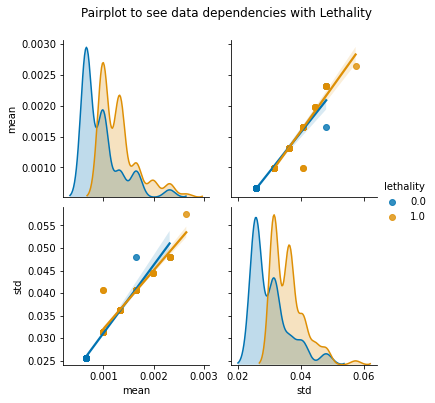 Pairplot to see data dependencies with Lethality
0.0030
0.0025
0.0020
0.0015
0.0010
mean
lethality
0.0
1.0
0.055
0.050
0.045
0.040
0.035
0.030
0.025
std
0.001 0.002 0.003
mean
0.02 0.04 0.06
std